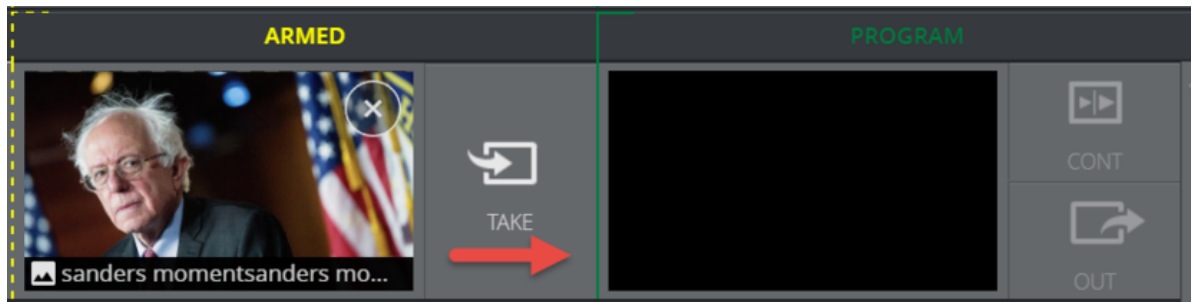 ARMED
PROGRAM
TAKE
sanders momentsanders mo...
CONT
OUT